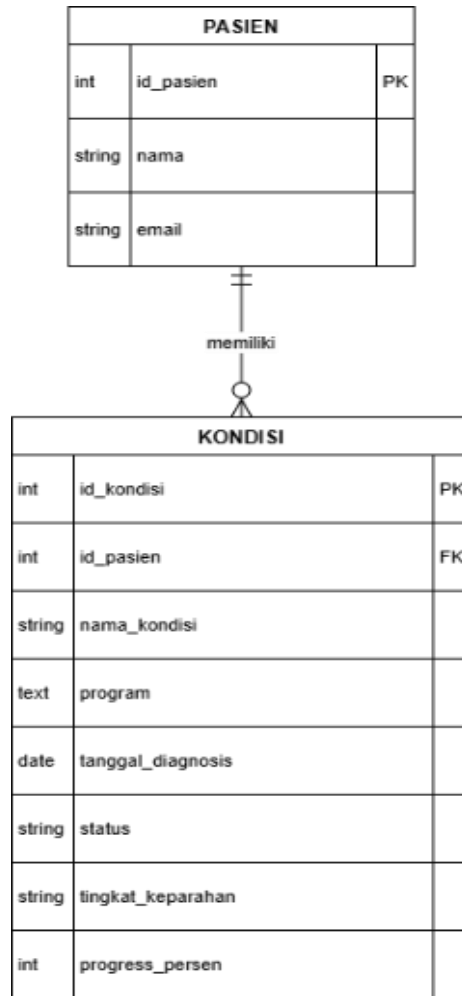 PASIEN
int id_pasien PK
string nama
string email
memiliki
KONDISI
int id_kondisi PK
int id_pasien FK
string nama_kondisi
text program
date tanggal_diagnosis
string status
string tingkat_keparahan
int progress_persen